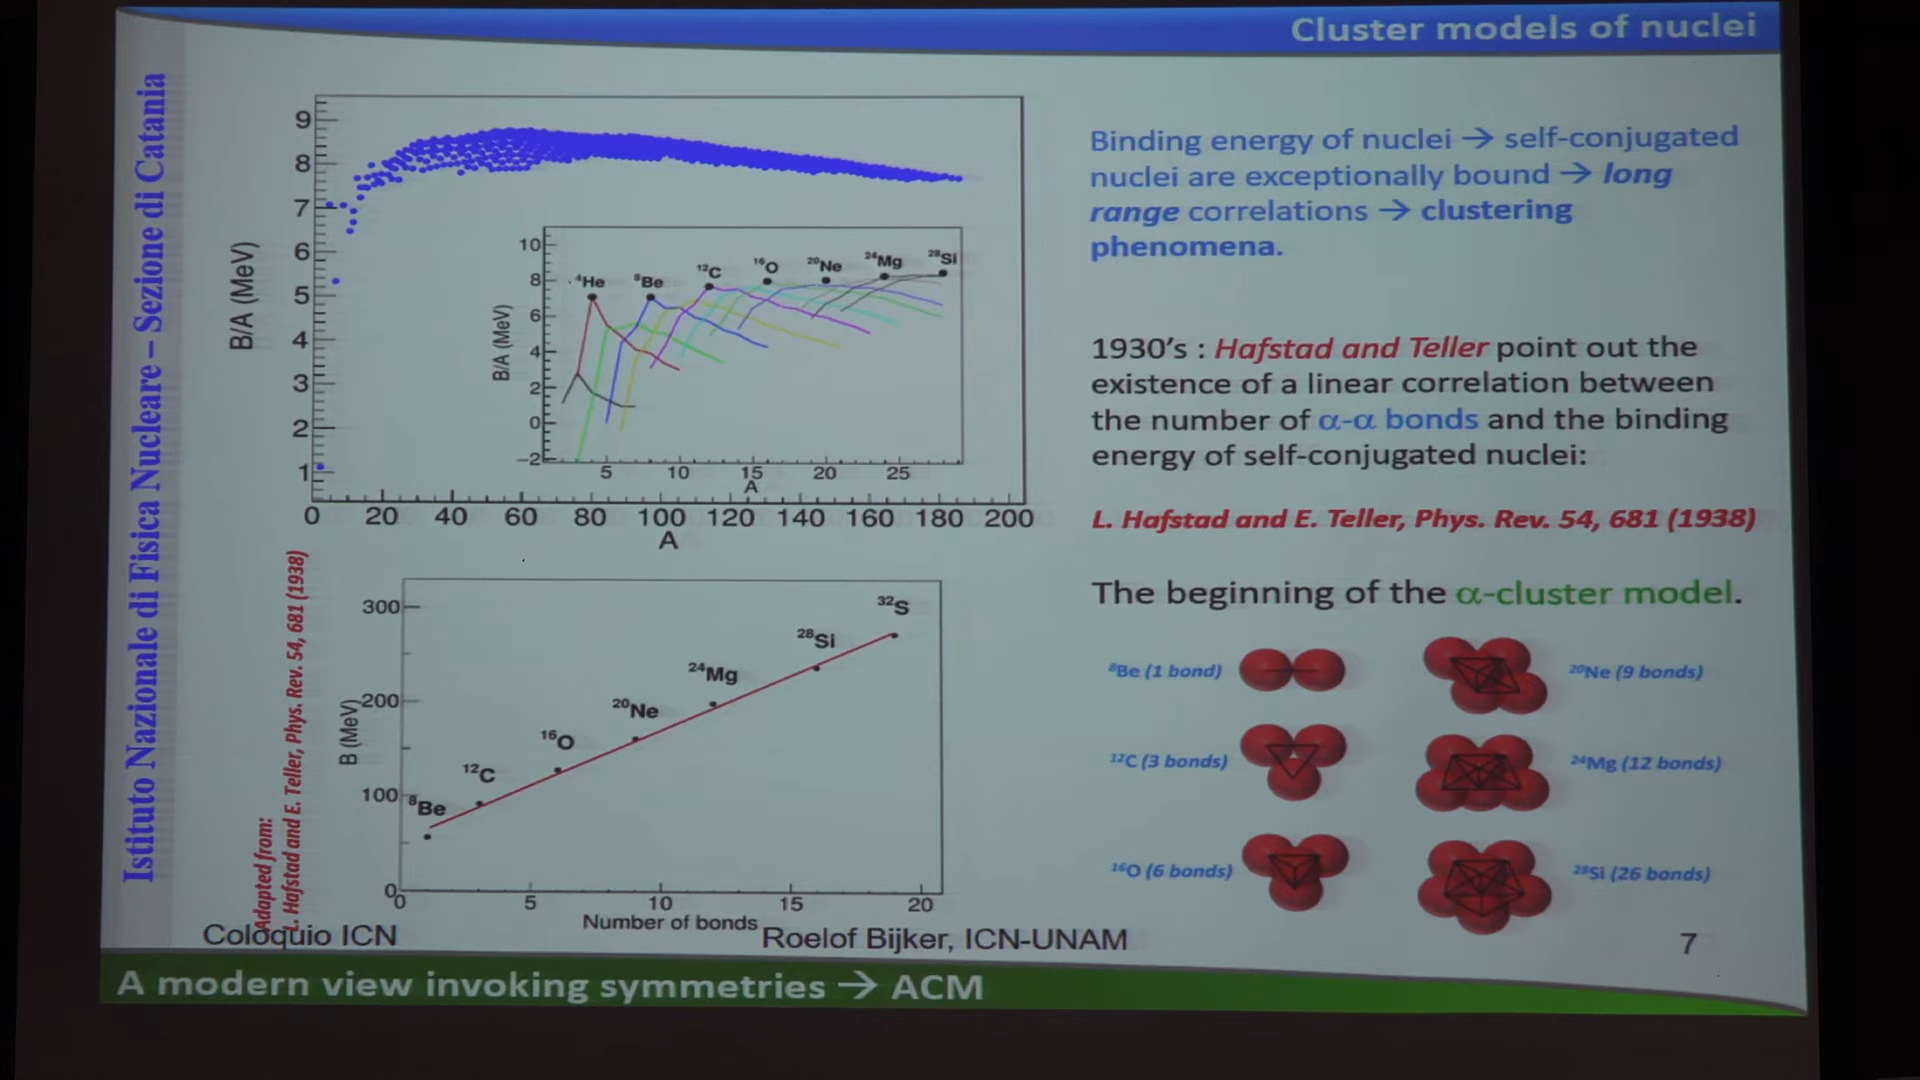 Cluster models of nuclei
Istituto Nazionale di Fisica Nucleare – Sezione di Catania
B/A (MeV)
9
8
7
6
5
4
3
2
1
0 20 40 60 80 100 120 140 160 180 200
A
B/A (MeV)
10
8
6
4
2
0
−2
⁴He ⁸Be ¹²C ¹⁶O ²⁰Ne ²⁴Mg ²⁸Si
5 10 15 20 25
A
Binding energy of nuclei → self-conjugated
nuclei are exceptionally bound → long
range correlations → clustering
phenomena.
1930’s : Hafstad and Teller point out the
existence of a linear correlation between
the number of α-α bonds and the binding
energy of self-conjugated nuclei:
L. Hafstad and E. Teller, Phys. Rev. 54, 681 (1938)
The beginning of the α-cluster model.
Adapted from:
L. Hafstad and E. Teller, Phys. Rev. 54, 681 (1938)
B (MeV)
300
200
100
0
⁸Be
¹²C
¹⁶O
²⁰Ne
²⁴Mg
²⁸Si
³²S
0 5 10 15 20
Number of bonds
⁸Be (1 bond)
²⁰Ne (9 bonds)
¹²C (3 bonds)
²⁴Mg (12 bonds)
¹⁶O (6 bonds)
²⁸Si (26 bonds)
Coloquio ICN
Roelof Bijker, ICN-UNAM
7
A modern view invoking symmetries → ACM